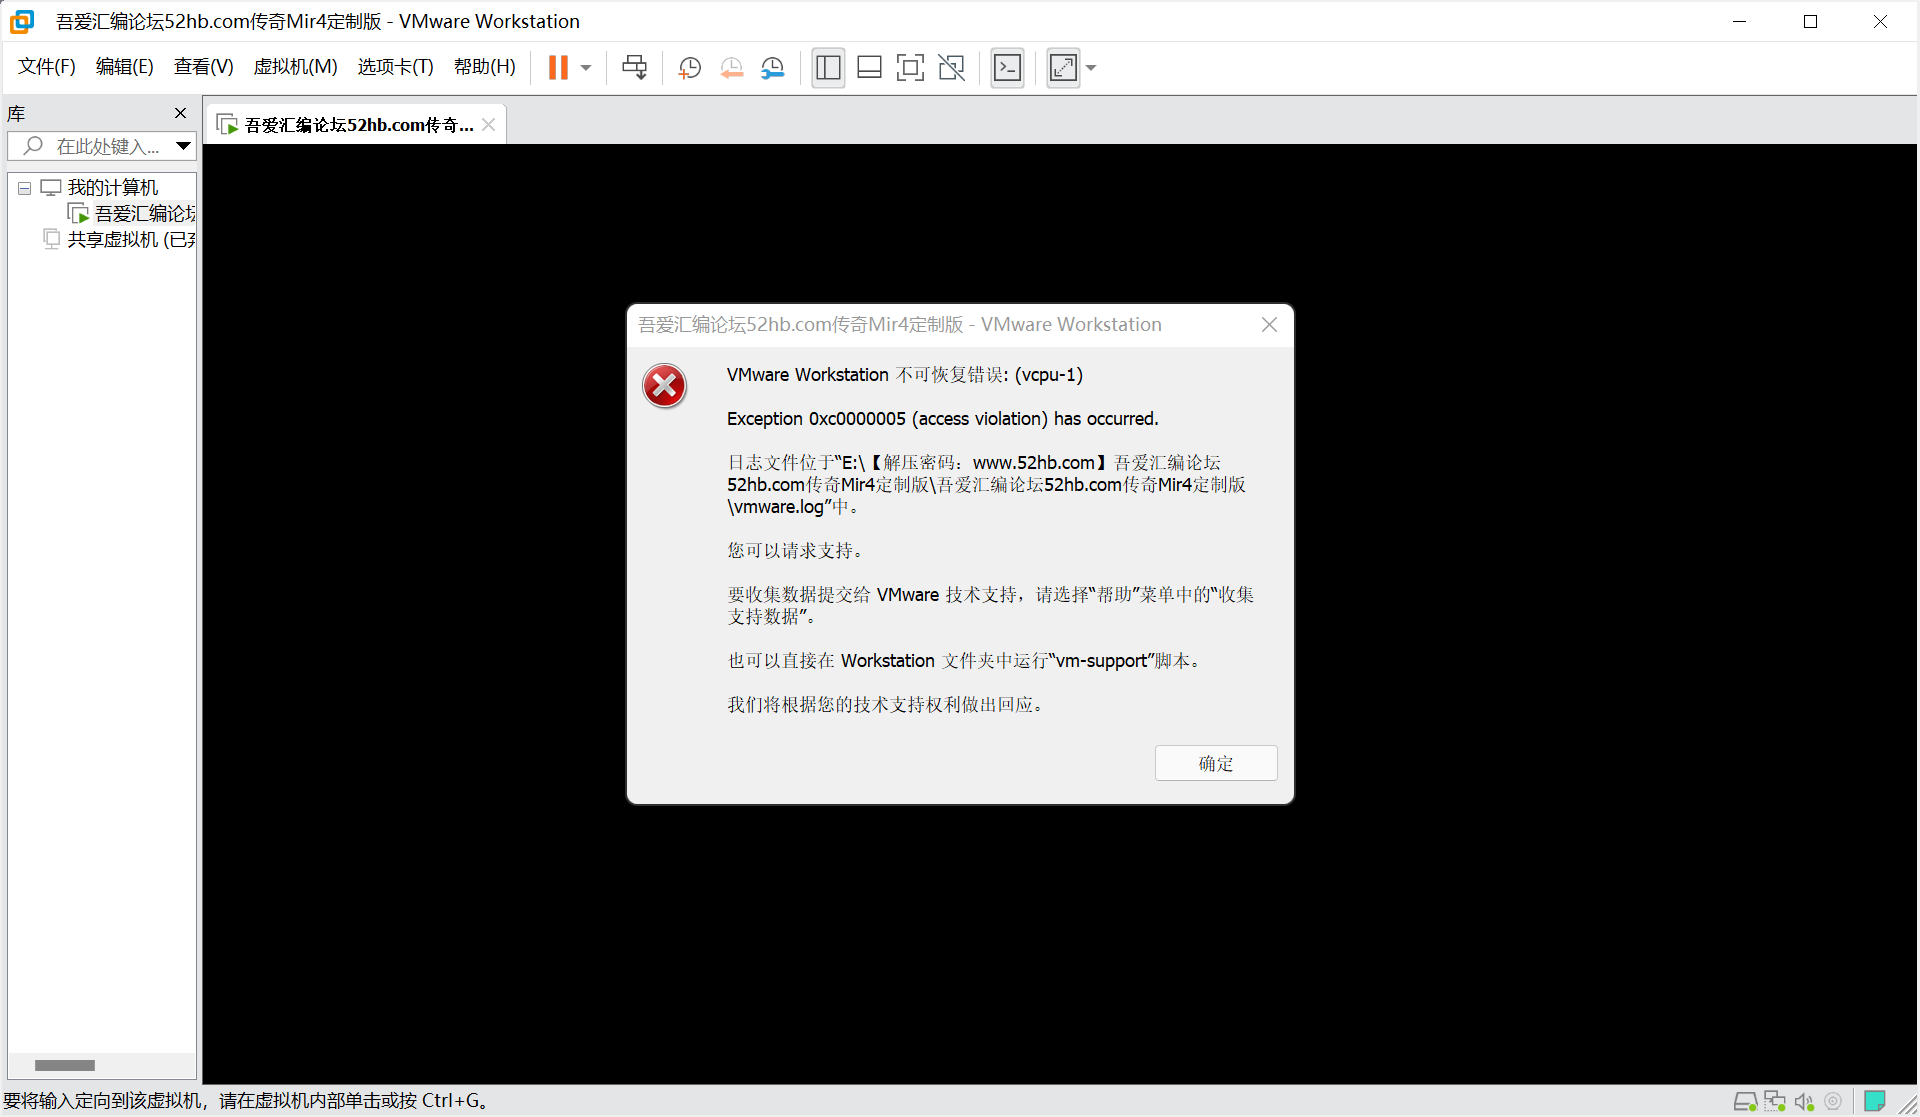 吾爱汇编论坛52hb.com传奇Mir4定制版 - VMware Workstation
文件(F) 编辑(E) 查看(V) 虚拟机(M) 选项卡(T) 帮助(H)
库
吾爱汇编论坛52hb.com传奇...
在此处键入...
我的计算机
吾爱汇编论坛
共享虚拟机 (已弃
吾爱汇编论坛52hb.com传奇Mir4定制版 - VMware Workstation
VMware Workstation 不可恢复错误: (vcpu-1)
Exception 0xc0000005 (access violation) has occurred.
日志文件位于“E:\【解压密码：www.52hb.com】吾爱汇编论坛
52hb.com传奇Mir4定制版\吾爱汇编论坛52hb.com传奇Mir4定制版
\vmware.log”中。
您可以请求支持。
要收集数据提交给 VMware 技术支持，请选择“帮助”菜单中的“收集
支持数据”。
也可以直接在 Workstation 文件夹中运行“vm-support”脚本。
我们将根据您的技术支持权利做出回应。
确定
要将输入定向到该虚拟机，请在虚拟机内部单击或按 Ctrl+G。